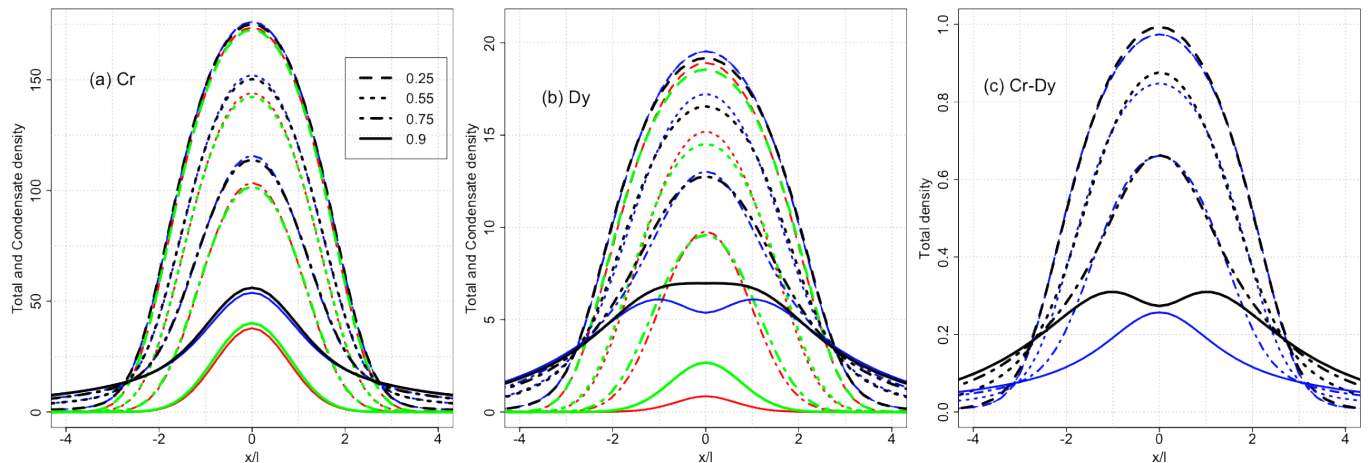 Total and Condensate density
150
100
50
0
(a) Cr
0.25
0.55
0.75
0.9
-4 -2 0 2 4
x/l
Total and Condensate density
20
15
10
5
0
(b) Dy
-4 -2 0 2 4
x/l
Total density
1.0
0.8
0.6
0.4
0.2
0.0
(c) Cr-Dy
-4 -2 0 2 4
x/l